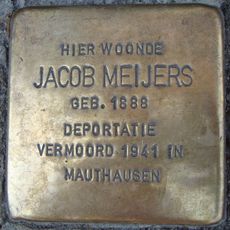 HIER WOONDE
JACOB MEIJERS
GEB. 1888
DEPORTATIE
VERMOORD 1941 IN
MAUTHAUSEN